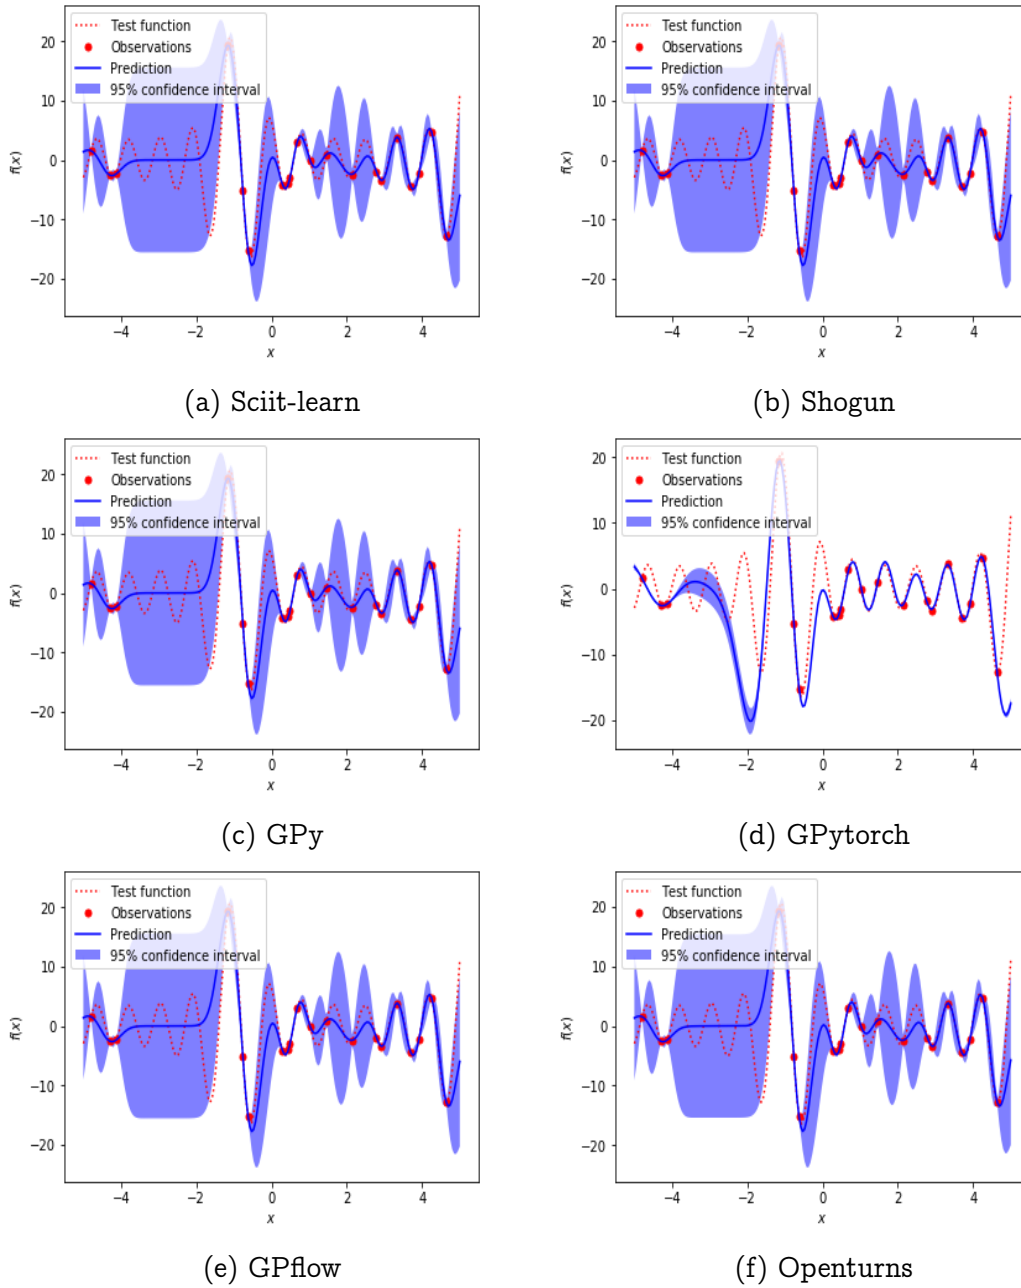 Test function
Observations
Prediction
95% confidence interval
20
10
0
−10
−20
f(x)
−4 −2 0 2 4
x
(a) Sciit-learn
Test function
Observations
Prediction
95% confidence interval
20
10
0
−10
−20
f(x)
−4 −2 0 2 4
x
(b) Shogun
Test function
Observations
Prediction
95% confidence interval
20
10
0
−10
−20
f(x)
−4 −2 0 2 4
x
(c) GPy
Test function
Observations
Prediction
95% confidence interval
20
10
0
−10
−20
f(x)
−4 −2 0 2 4
x
(d) GPytorch
Test function
Observations
Prediction
95% confidence interval
20
10
0
−10
−20
f(x)
−4 −2 0 2 4
x
(e) GPflow
Test function
Observations
Prediction
95% confidence interval
20
10
0
−10
−20
f(x)
−4 −2 0 2 4
x
(f) Openturns